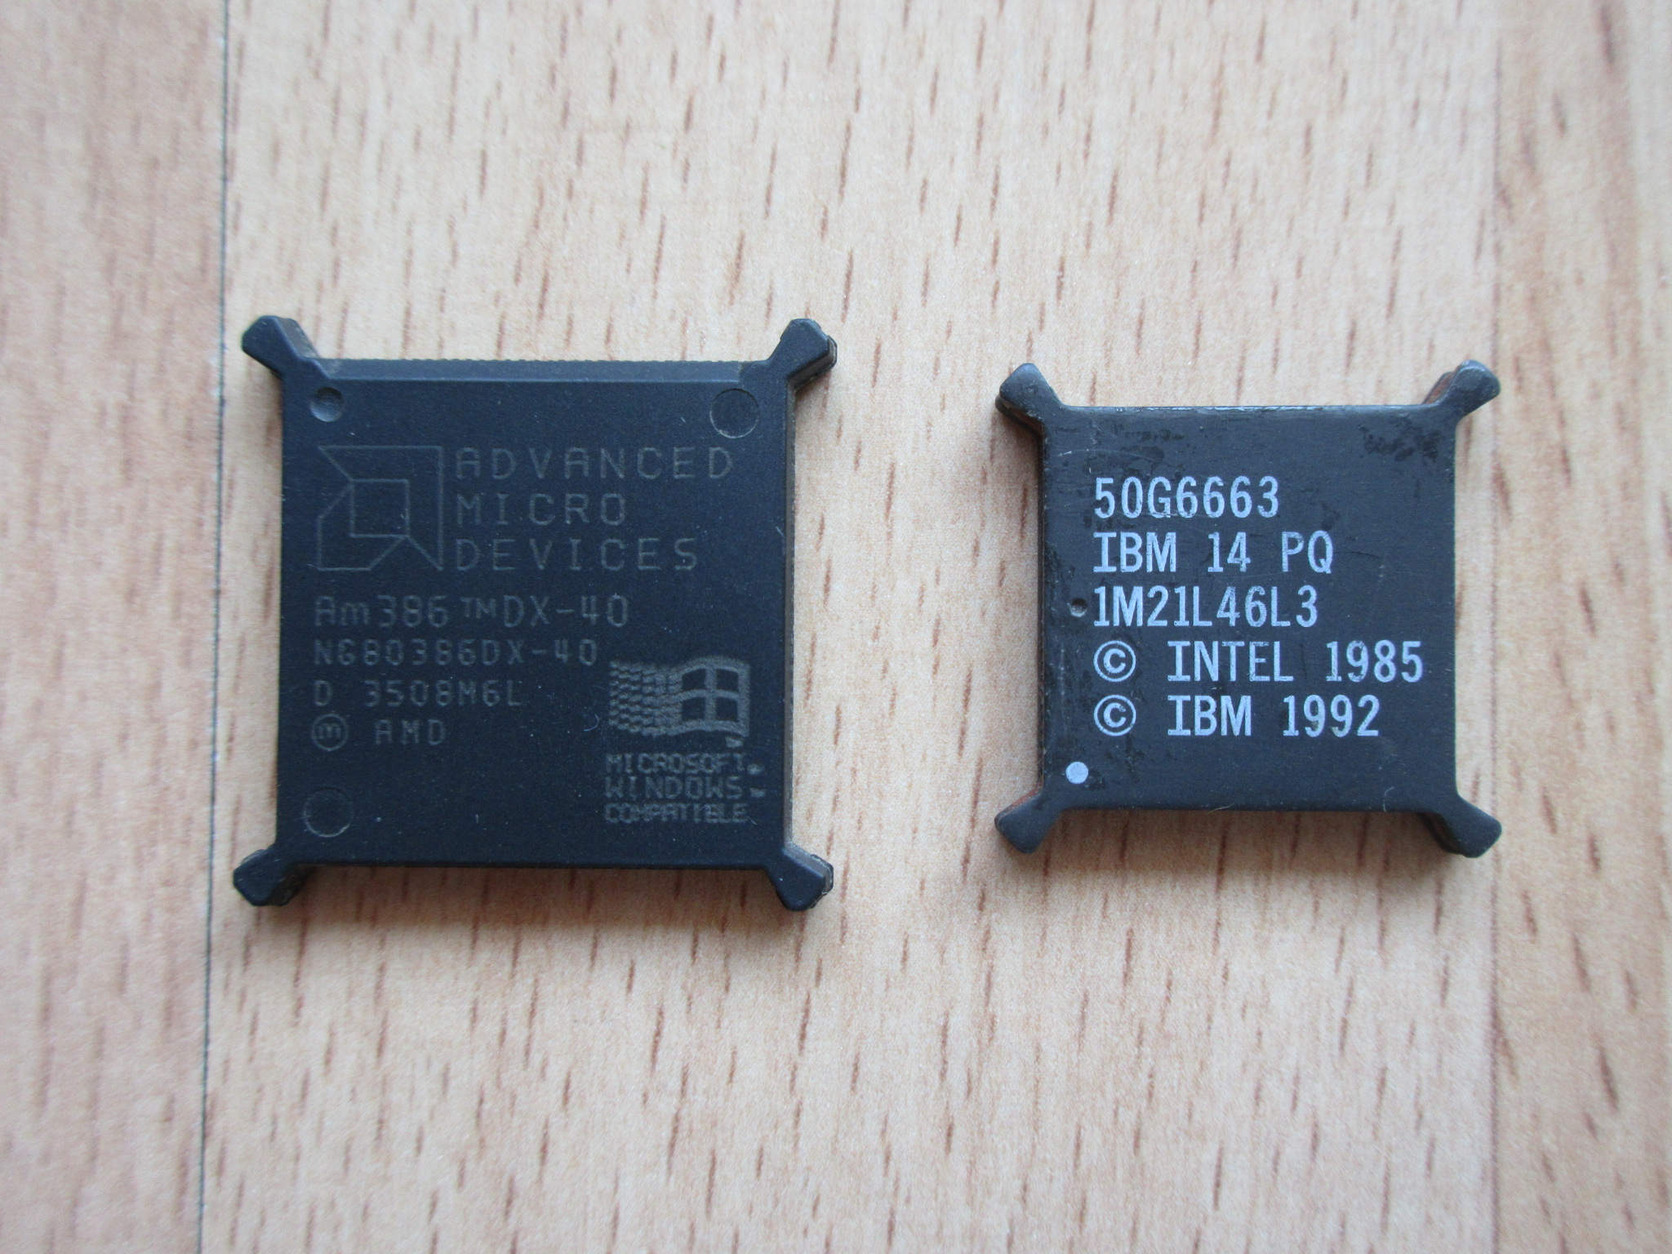 ADVANCED
MICRO
DEVICES
Am386™DX-40
NG80386DX-40
D 3508M6L
ⓜ AMD
MICROSOFT
WINDOWS
COMPATIBLE
50G6663
IBM 14 PQ
1M21L46L3
© INTEL 1985
© IBM 1992